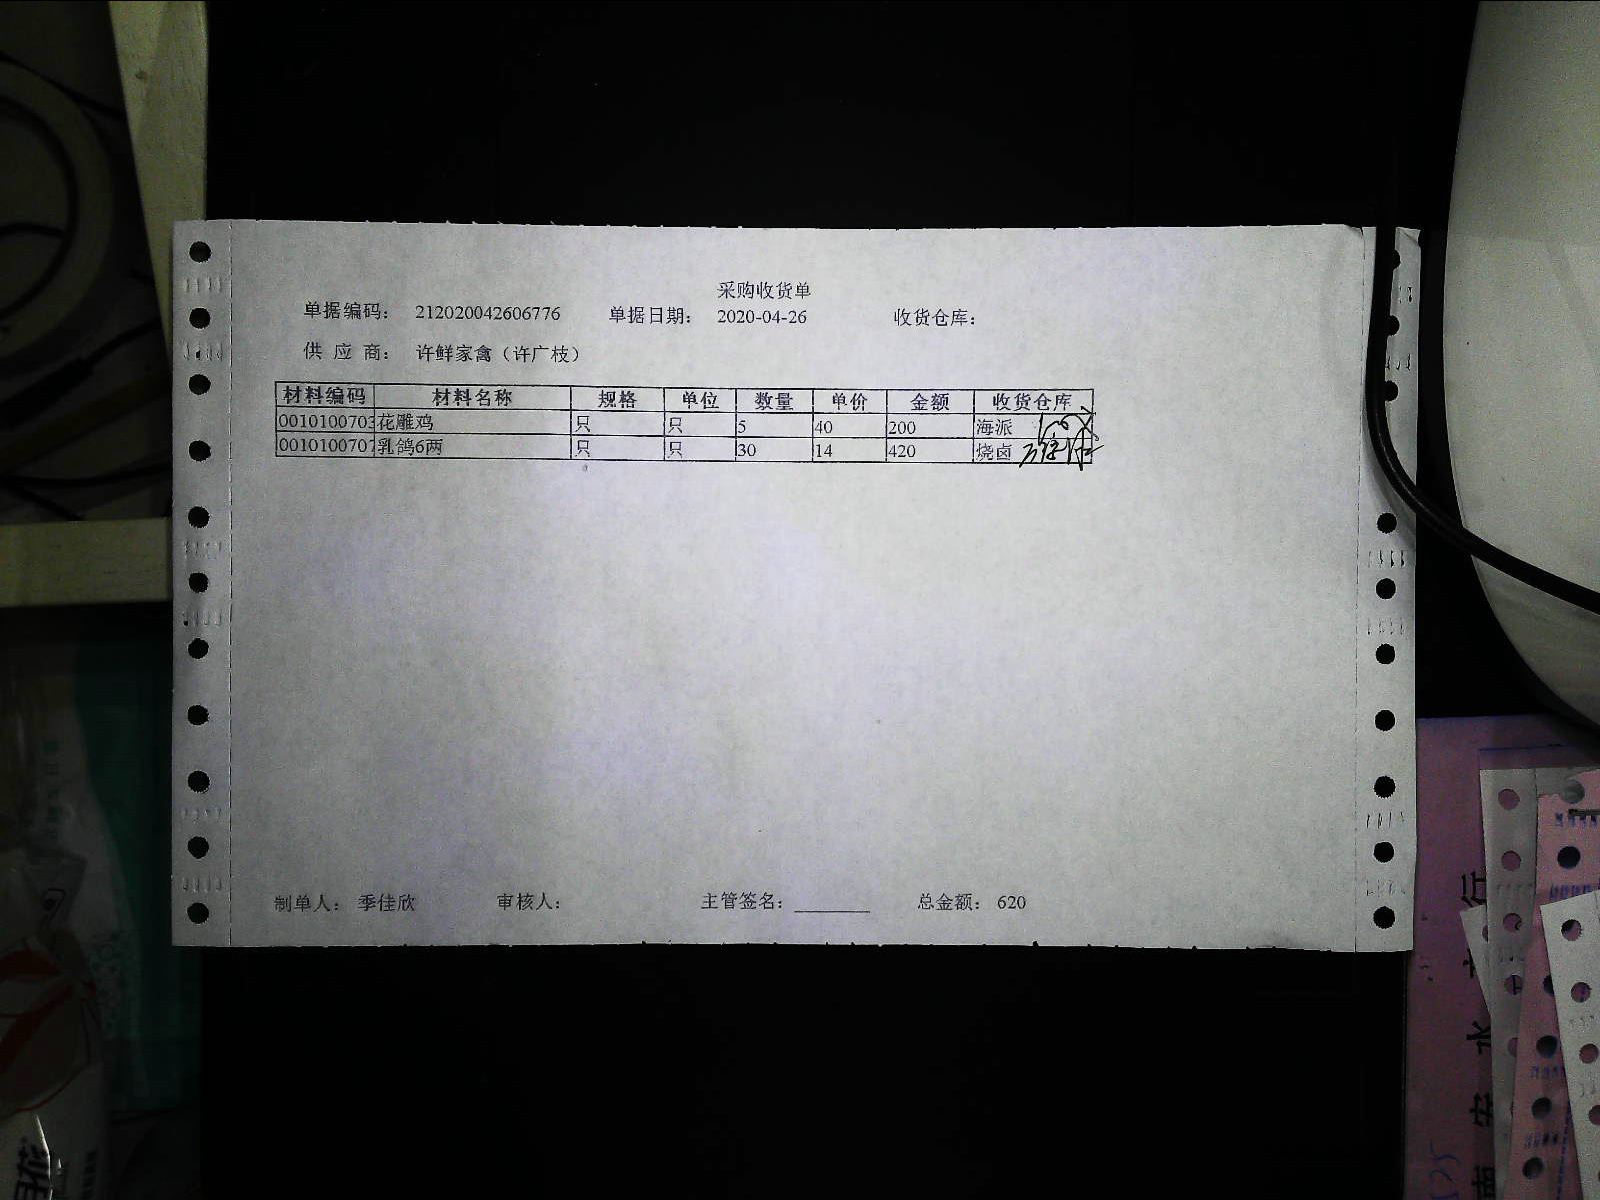 采购收货单
单据编码： 212020042606776 单据日期： 2020-04-26 收货仓库：
供 应 商： 许鲜家禽（许广枝）
材料编码 材料名称 规格 单位 数量 单价 金额 收货仓库
0010100703 花雕鸡 只 只 5 40 200 海派
0010100707 乳鸽6两 只 只 30 14 420 烧卤
制单人： 季佳欣 审核人： 主管签名：________ 总金额： 620